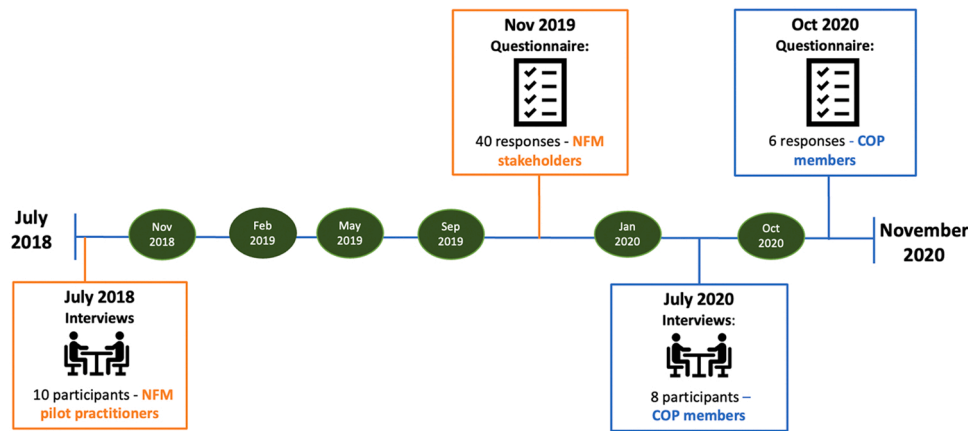 Nov 2019
Questionnaire:
40 responses - NFM
stakeholders
Oct 2020
Questionnaire:
6 responses - COP
members
July
2018
Nov
2018
Feb
2019
May
2019
Sep
2019
Jan
2020
Oct
2020
November
2020
July 2018
Interviews
10 participants - NFM
pilot practitioners
July 2020
Interviews:
8 participants –
COP members